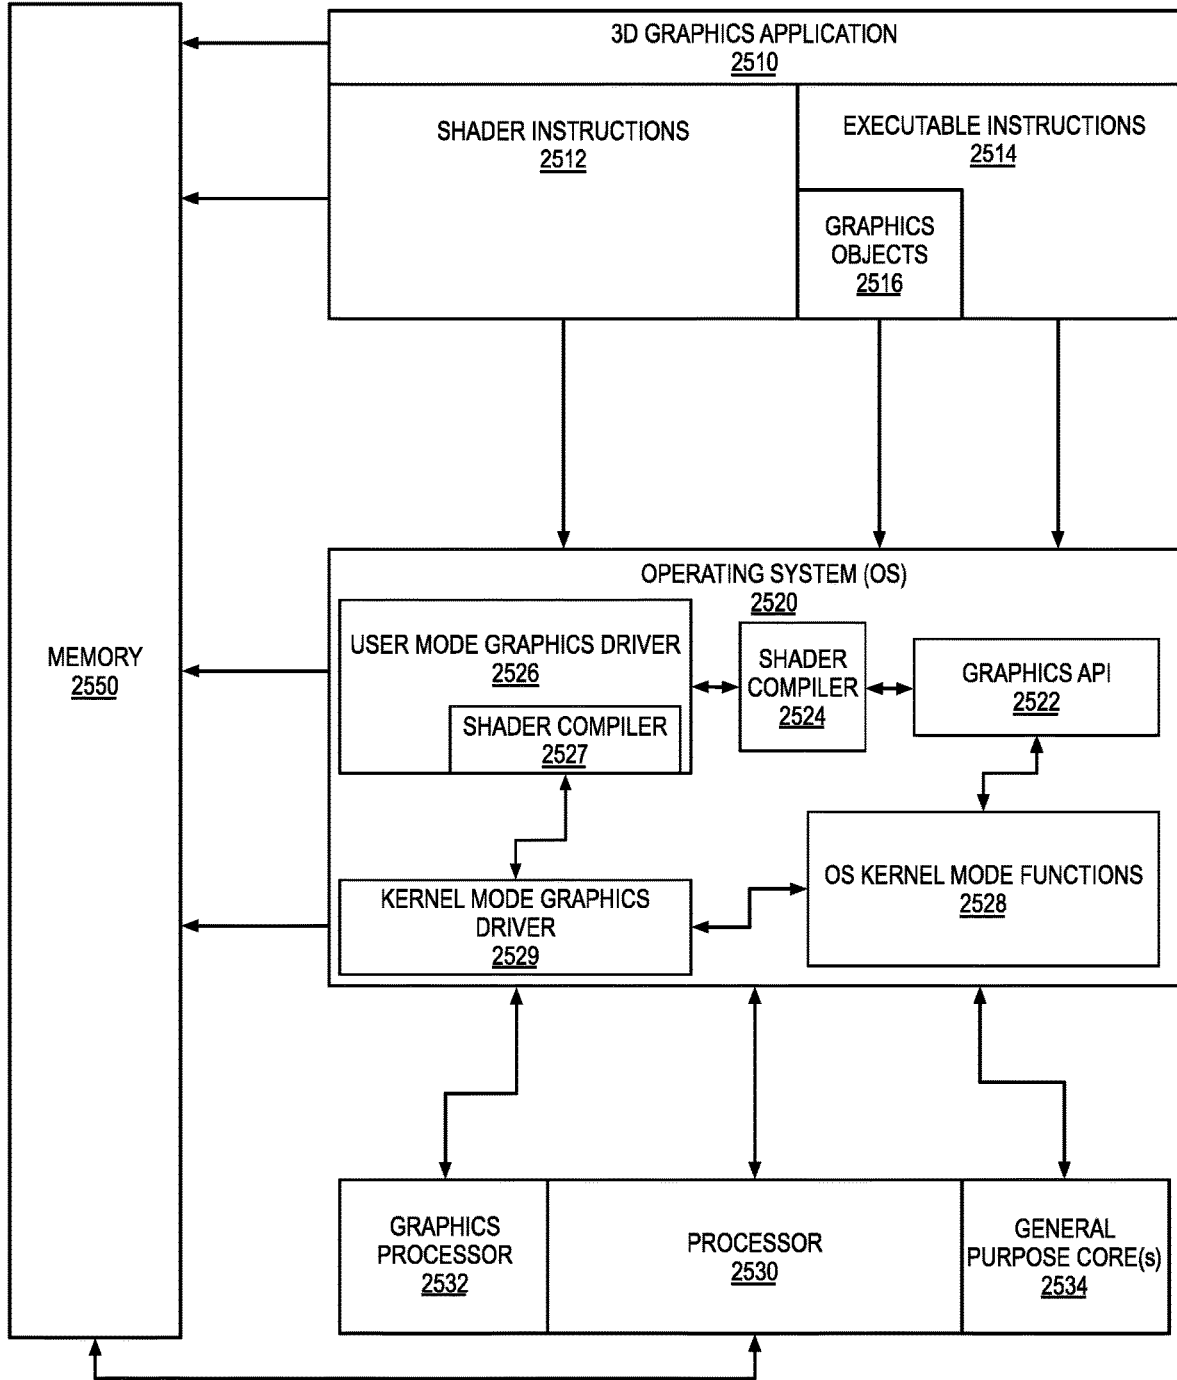 3D GRAPHICS APPLICATION
2510
SHADER INSTRUCTIONS
2512
EXECUTABLE INSTRUCTIONS
2514
GRAPHICS
OBJECTS
2516
MEMORY
2550
OPERATING SYSTEM (OS)
2520
USER MODE GRAPHICS DRIVER
2526
SHADER COMPILER
2527
SHADER
COMPILER
2524
GRAPHICS API
2522
KERNEL MODE GRAPHICS
DRIVER
2529
OS KERNEL MODE FUNCTIONS
2528
GRAPHICS
PROCESSOR
2532
PROCESSOR
2530
GENERAL
PURPOSE CORE(s)
2534